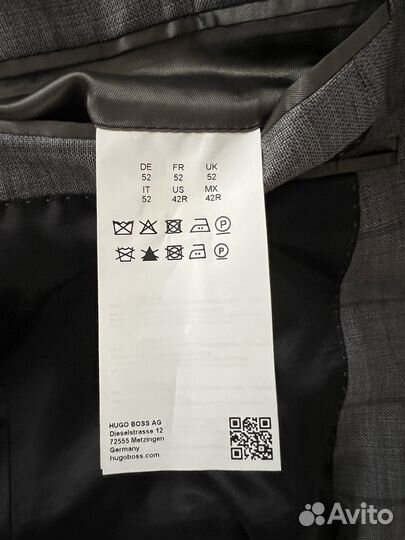 DE FR UK
52 52 52
IT US MX
52 42R 42R
P
P
HUGO BOSS AG
Dieselstrasse 12
72555 Metzingen
Germany
hugoboss.com
Avito